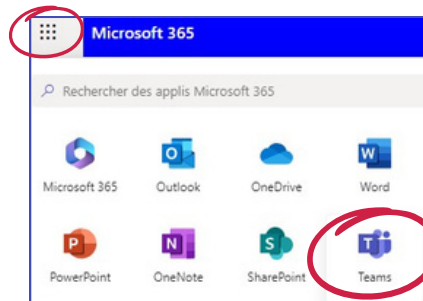 Microsoft 365
Rechercher des applis Microsoft 365
Microsoft 365 Outlook OneDrive Word
PowerPoint OneNote SharePoint Teams